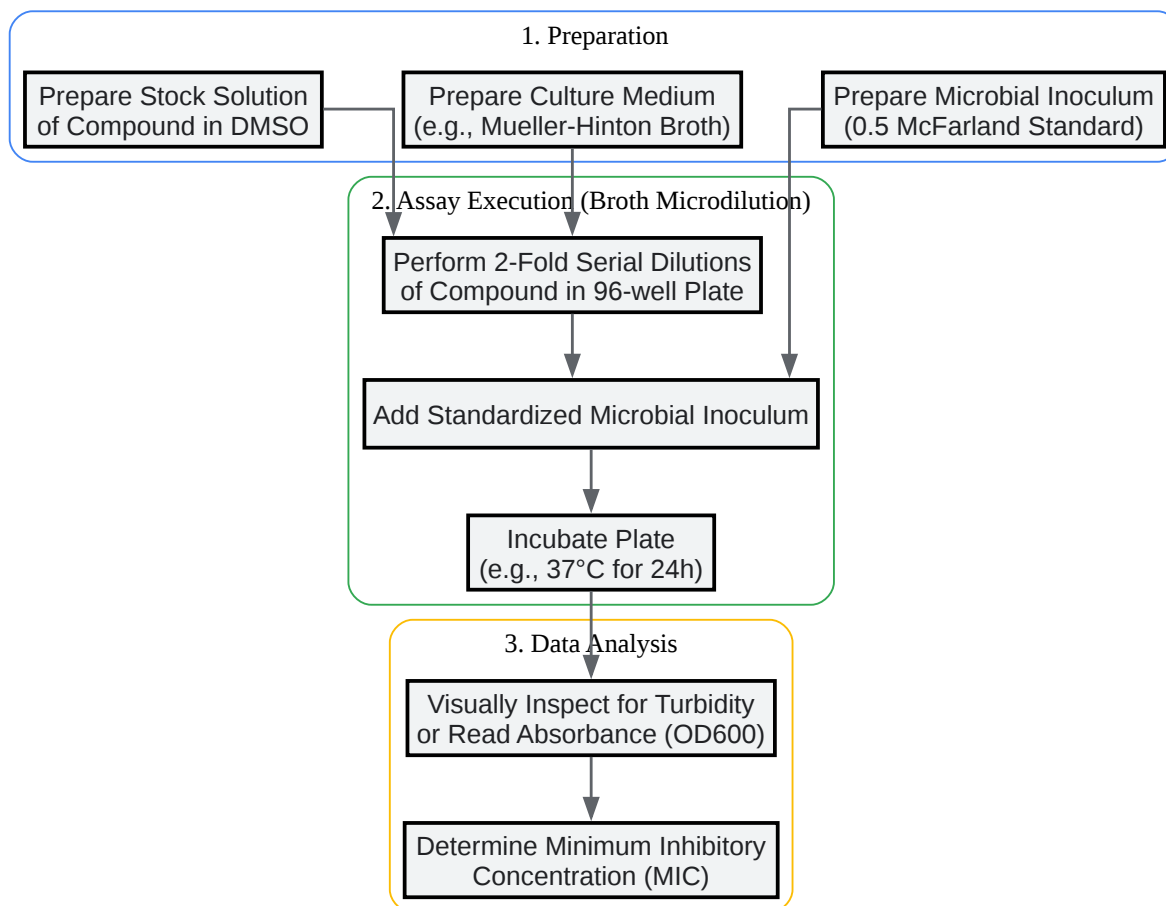 1. Preparation
Prepare Stock Solution
of Compound in DMSO
Prepare Culture Medium
(e.g., Mueller-Hinton Broth)
Prepare Microbial Inoculum
(0.5 McFarland Standard)
2. Assay Execution (Broth Microdilution)
Perform 2-Fold Serial Dilutions
of Compound in 96-well Plate
Add Standardized Microbial Inoculum
Incubate Plate
(e.g., 37°C for 24h)
3. Data Analysis
Visually Inspect for Turbidity
or Read Absorbance (OD600)
Determine Minimum Inhibitory
Concentration (MIC)